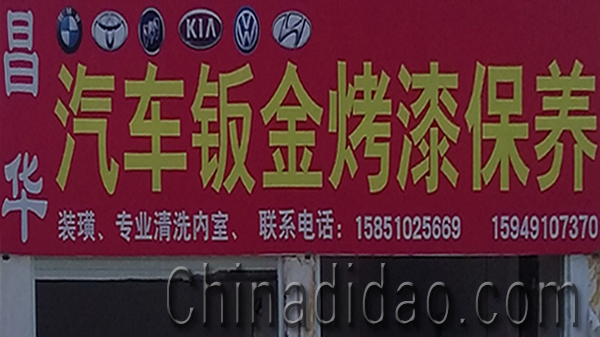 昌华
KIA
汽车钣金烤漆保养
装璜、专业清洗内室、 联系电话：15851025669 15949107370
Chinadidao.com